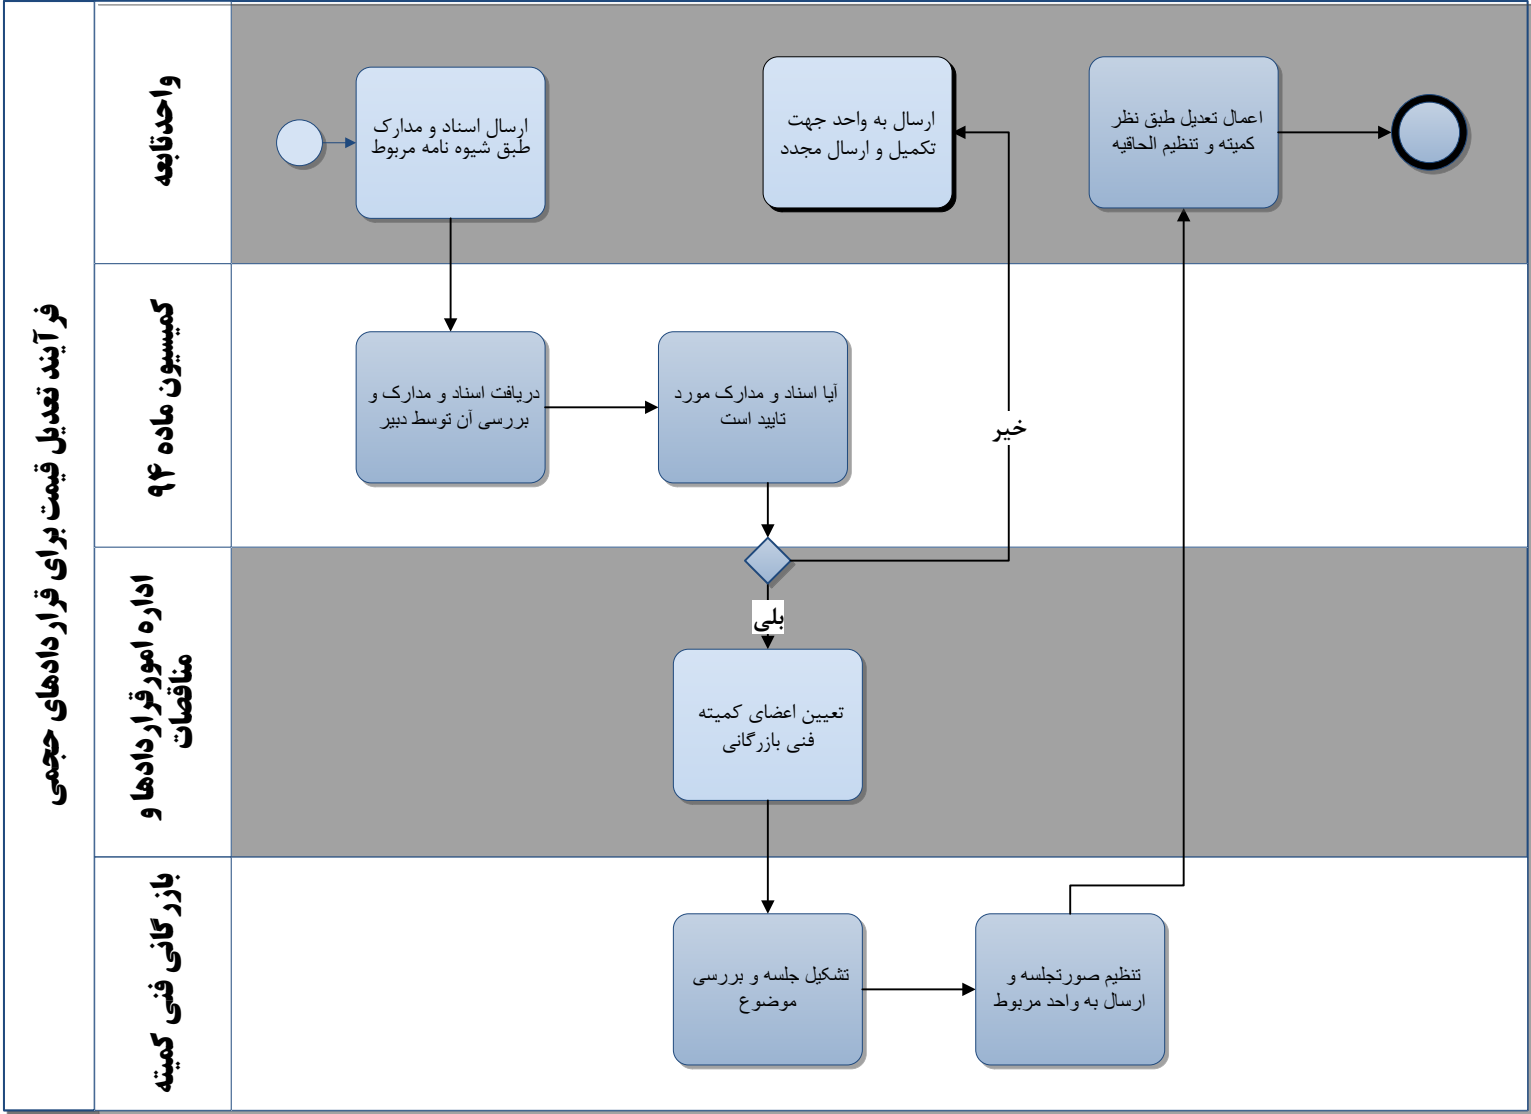 فرآیند تعدیل قیمت برای قراردادهای حجمی
واحدتابعه
ارسال اسناد و مدارک
طبق شیوه نامه مربوط
ارسال به واحد جهت
تکمیل و ارسال مجدد
اعمال تعدیل طبق نظر
کمیته و تنظیم الحاقیه
کمیسیون ماده ۹۴
دریافت اسناد و مدارک و
بررسی آن توسط دبیر
آیا اسناد و مدارک مورد
تایید است
خیر
اداره امورقراردادها و
مناقصات
بلی
تعیین اعضای کمیته
فنی بازرگانی
بازرگانی فنی کمیته
تشکیل جلسه و بررسی
موضوع
تنظیم صورتجلسه و
ارسال به واحد مربوط